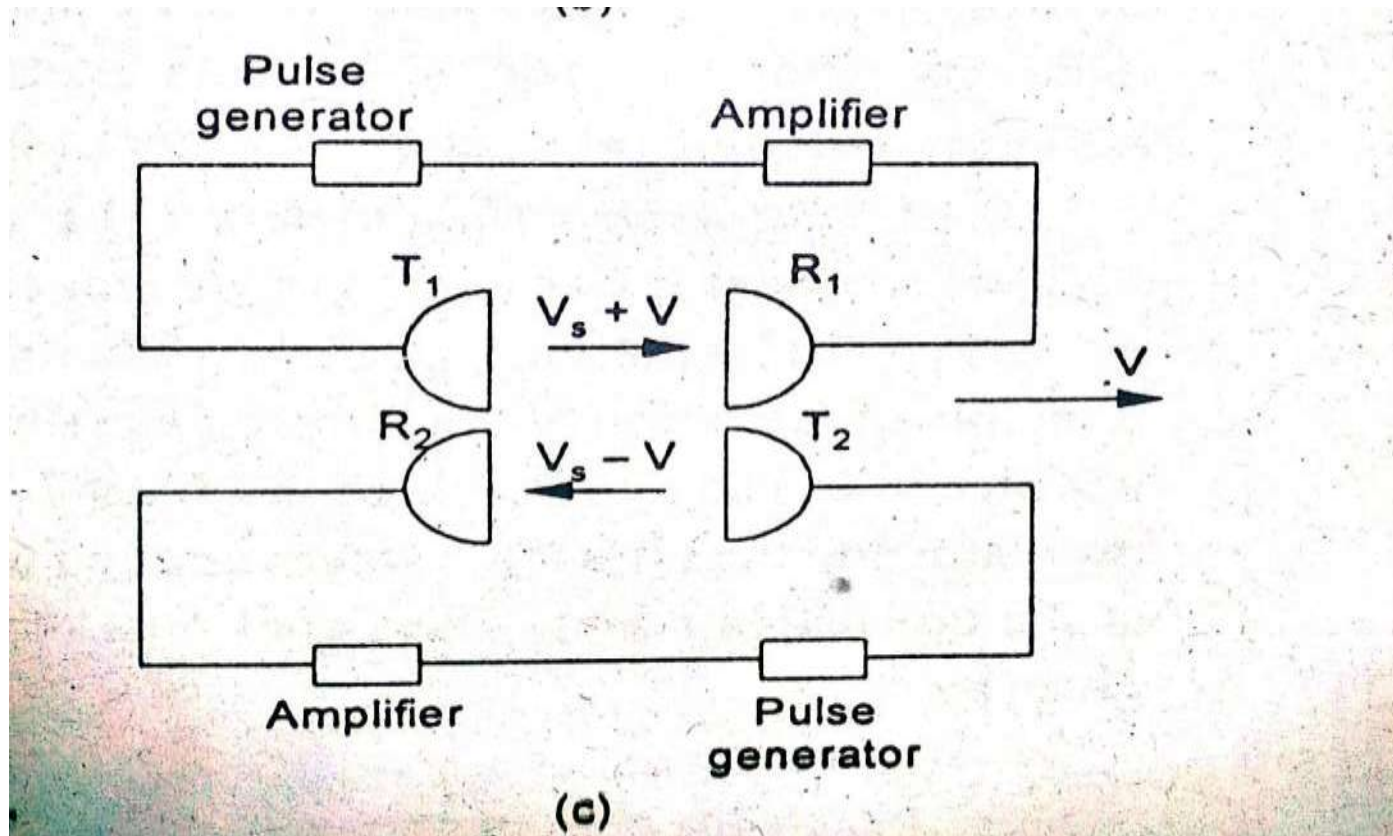 Pulse
generator
Amplifier
T₁
R₁
Vₛ + V
V
R₂
T₂
Vₛ − V
Amplifier
Pulse
generator
(c)